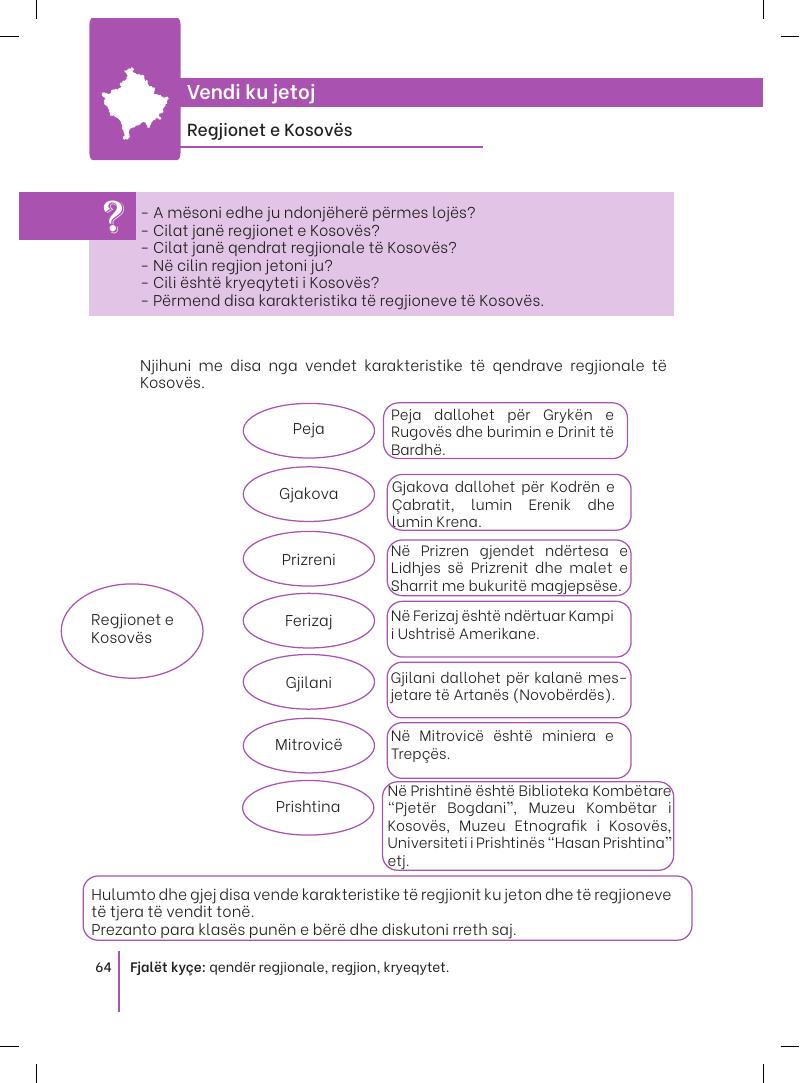 Vendi ku jetoj
Regjionet e Kosovës
?
- A mësoni edhe ju ndonjëherë përmes lojës?
- Cilat janë regjionet e Kosovës?
- Cilat janë qendrat regjionale të Kosovës?
- Në cilin regjion jetoni ju?
- Cili është kryeqyteti i Kosovës?
- Përmend disa karakteristika të regjioneve të Kosovës.
Njihuni me disa nga vendet karakteristike të qendrave regjionale të
Kosovës.
Regjionet e
Kosovës
Peja
Peja dallohet për Grykën e
Rugovës dhe burimin e Drinit të
Bardhë.
Gjakova
Gjakova dallohet për Kodrën e
Çabratit, lumin Erenik dhe
lumin Krena.
Prizreni
Në Prizren gjendet ndërtesa e
Lidhjes së Prizrenit dhe malet e
Sharrit me bukuritë magjepsëse.
Ferizaj
Në Ferizaj është ndërtuar Kampi
i Ushtrisë Amerikane.
Gjilani
Gjilani dallohet për kalanë mes-
jetare të Artanës (Novobërdës).
Mitrovicë
Në Mitrovicë është miniera e
Trepçës.
Prishtina
Në Prishtinë është Biblioteka Kombëtare
“Pjetër Bogdani”, Muzeu Kombëtar i
Kosovës, Muzeu Etnografik i Kosovës,
Universiteti i Prishtinës “Hasan Prishtina”
etj.
Hulumto dhe gjej disa vende karakteristike të regjionit ku jeton dhe të regjioneve
të tjera të vendit tonë.
Prezanto para klasës punën e bërë dhe diskutoni rreth saj.
64 Fjalët kyçe: qendër regjionale, regjion, kryeqytet.